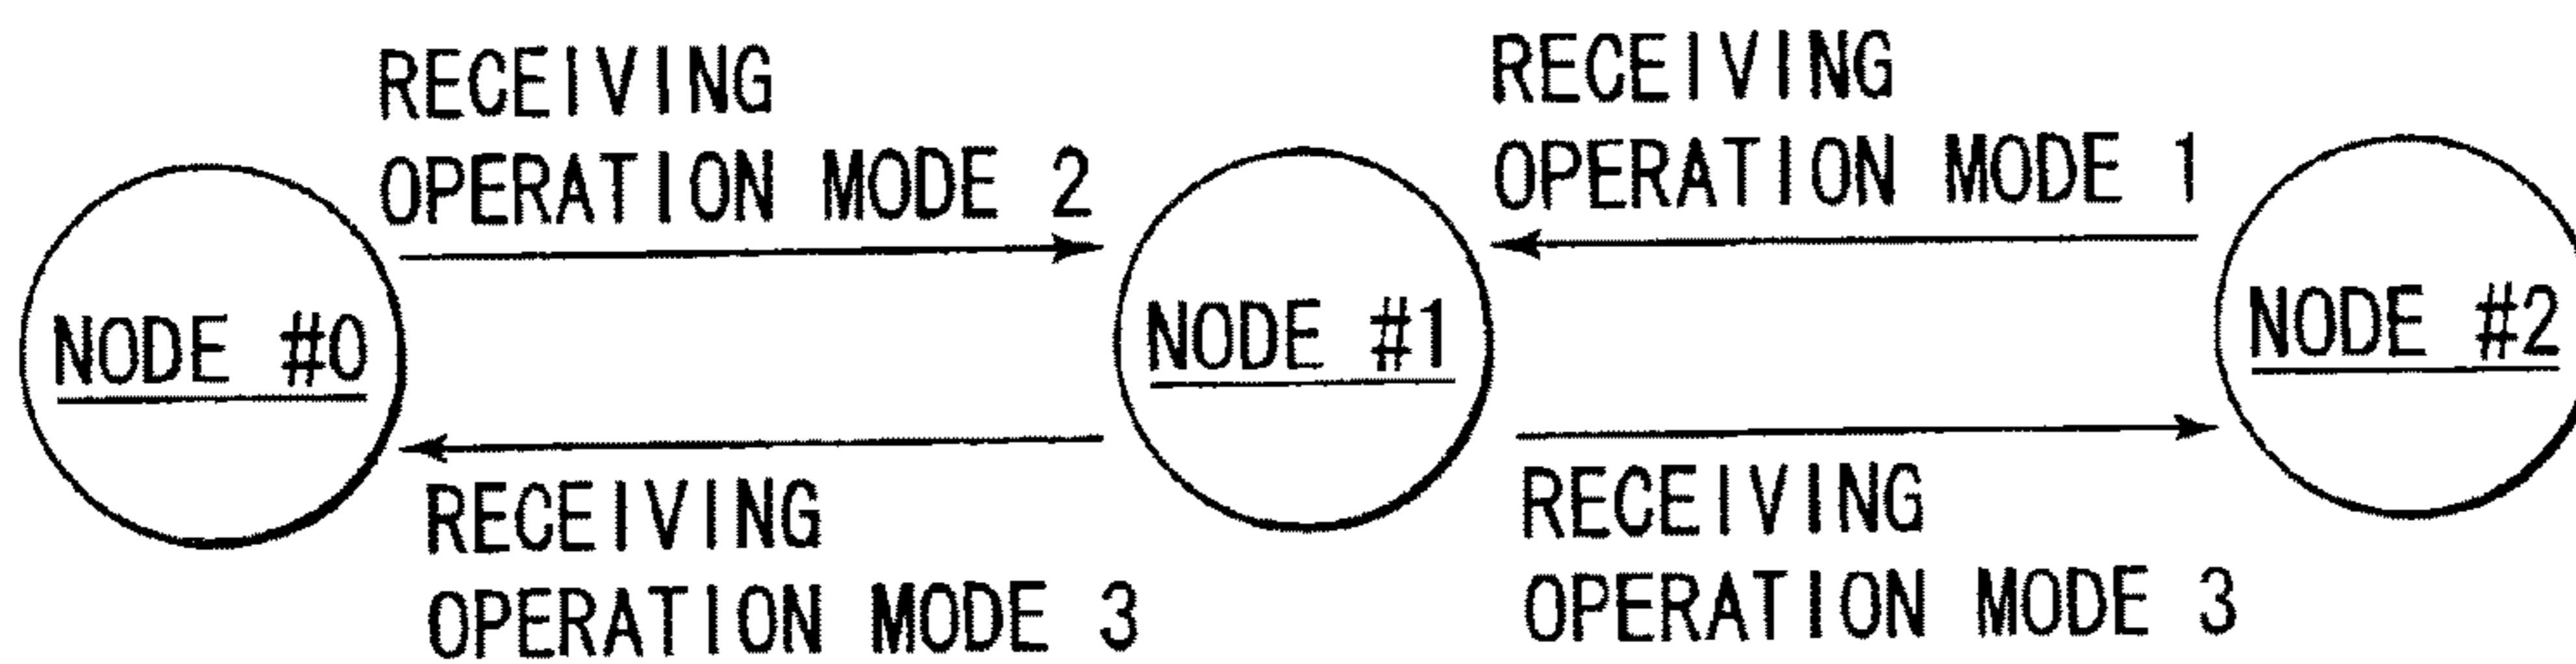 RECEIVING
OPERATION MODE 2
RECEIVING
OPERATION MODE 1
NODE #0
NODE #1
NODE #2
RECEIVING
OPERATION MODE 3
RECEIVING
OPERATION MODE 3